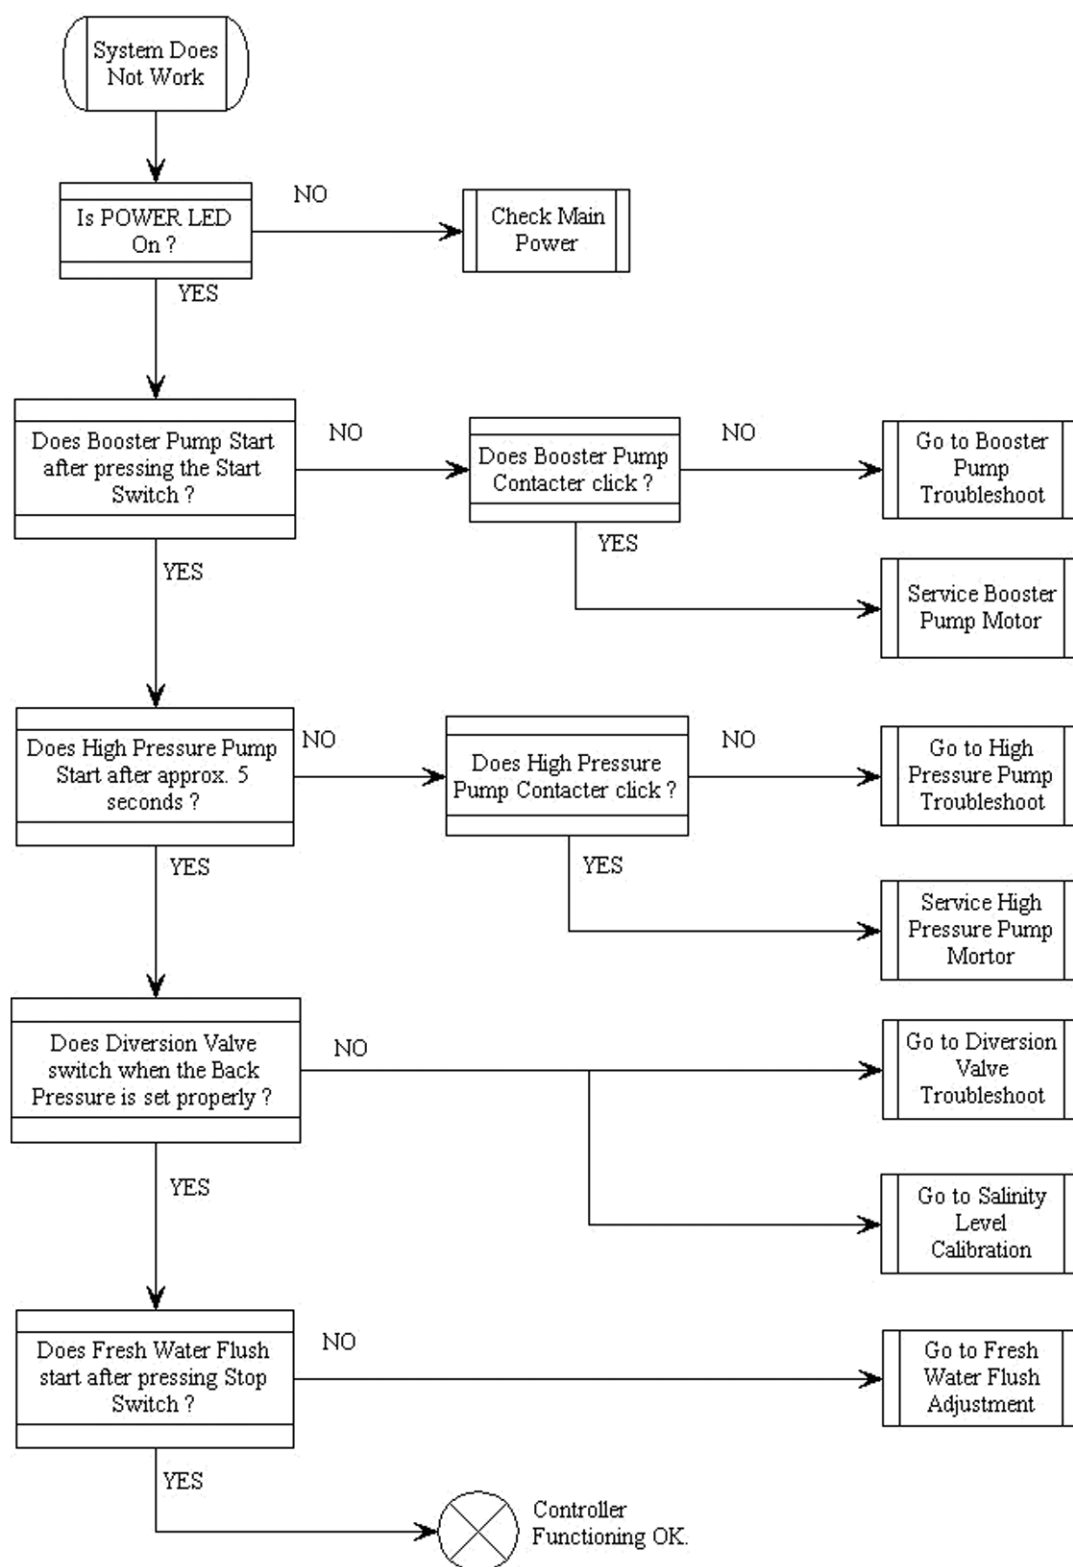 System Does
Not Work
Is POWER LED
On ?
NO
Check Main
Power
YES
Does Booster Pump Start
after pressing the Start
Switch ?
NO
Does Booster Pump
Contacter click ?
NO
Go to Booster
Pump
Troubleshoot
YES
Service Booster
Pump Motor
YES
Does High Pressure Pump
Start after approx. 5
seconds ?
NO
Does High Pressure
Pump Contacter click ?
NO
Go to High
Pressure Pump
Troubleshoot
YES
Service High
Pressure Pump
Mortor
YES
Does Diversion Valve
switch when the Back
Pressure is set properly ?
NO
Go to Diversion
Valve
Troubleshoot
Go to Salinity
Level
Calibration
YES
Does Fresh Water Flush
start after pressing Stop
Switch ?
NO
Go to Fresh
Water Flush
Adjustment
YES
Controller
Functioning OK.